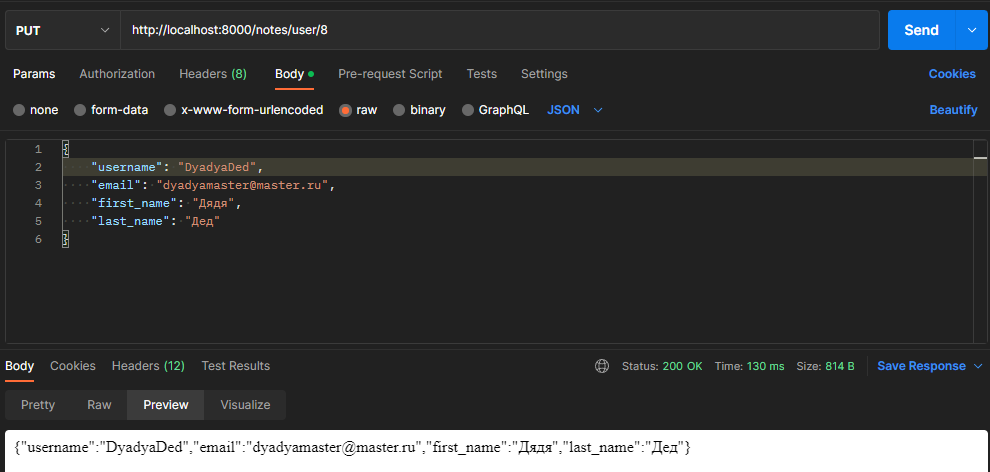 PUT http://localhost:8000/notes/user/8 Send
Params Authorization Headers (8) Body Pre-request Script Tests Settings Cookies
none form-data x-www-form-urlencoded raw binary GraphQL JSON Beautify
1 {
2 "username": "DyadyaDed",
3 "email": "dyadyamaster@master.ru",
4 "first_name": "Дядя",
5 "last_name": "Дед"
6 }
Body Cookies Headers (12) Test Results Status: 200 OK Time: 130 ms Size: 814 B Save Response
Pretty Raw Preview Visualize
{"username":"DyadyaDed","email":"dyadyamaster@master.ru","first_name":"Дядя","last_name":"Дед"}